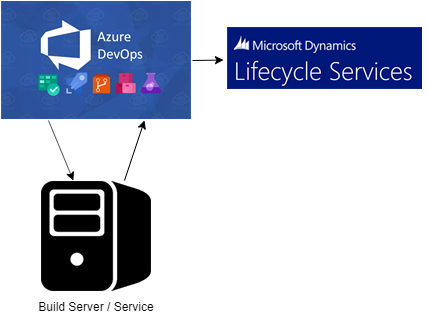 Azure
DevOps
Microsoft Dynamics
Lifecycle Services
Build Server / Service